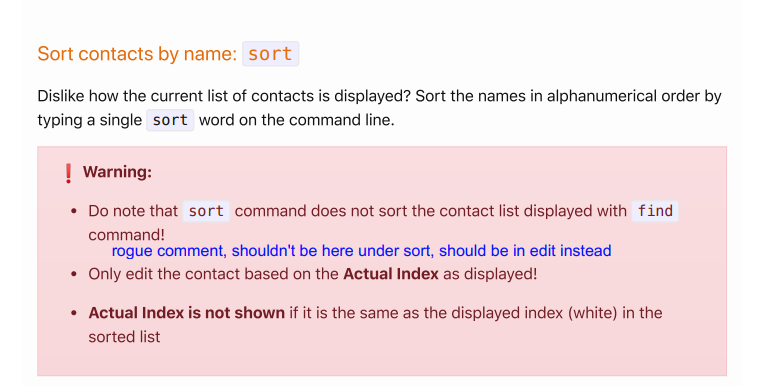 Sort contacts by name: sort
Dislike how the current list of contacts is displayed? Sort the names in alphanumerical order by
typing a single sort word on the command line.
❗ Warning:
• Do note that sort command does not sort the contact list displayed with find
command!
rogue comment, shouldn't be here under sort, should be in edit instead
• Only edit the contact based on the Actual Index as displayed!
• Actual Index is not shown if it is the same as the displayed index (white) in the
sorted list